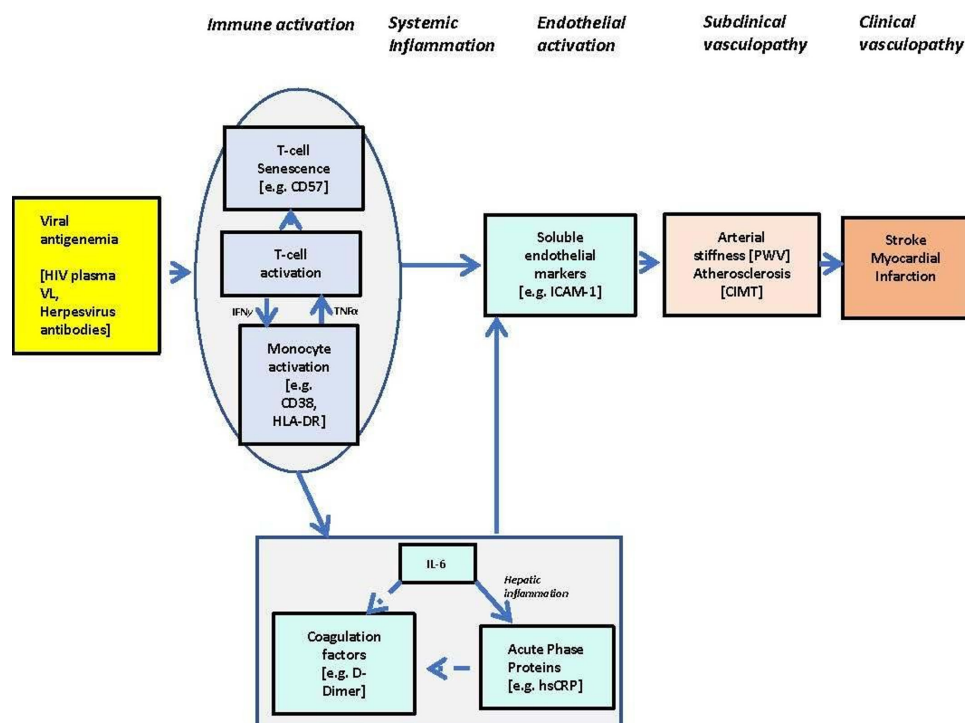 Immune activation
Systemic
Inflammation
Endothelial
activation
Subclinical
vasculopathy
Clinical
vasculopathy
Viral
antigenemia
[HIV plasma
VL,
Herpesvirus
antibodies]
T-cell
Senescence
[e.g. CD57]
T-cell
activation
IFNγ
TNFα
Monocyte
activation
[e.g.
CD38,
HLA-DR]
Soluble
endothelial
markers
[e.g. ICAM-1]
Arterial
stiffness [PWV]
Atherosclerosis
[CIMT]
Stroke
Myocardial
Infarction
IL-6
Hepatic
inflammation
Coagulation
factors
[e.g. D-
Dimer]
Acute Phase
Proteins
[e.g. hsCRP]